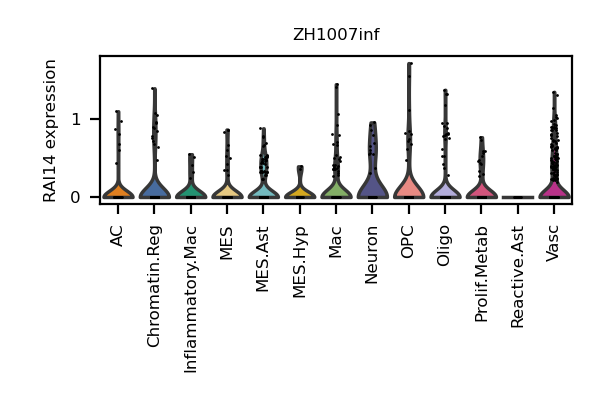 ZH1007inf
RAI14 expression
1
0
AC
Chromatin.Reg
Inflammatory.Mac
MES
MES.Ast
MES.Hyp
Mac
Neuron
OPC
Oligo
Prolif.Metab
Reactive.Ast
Vasc